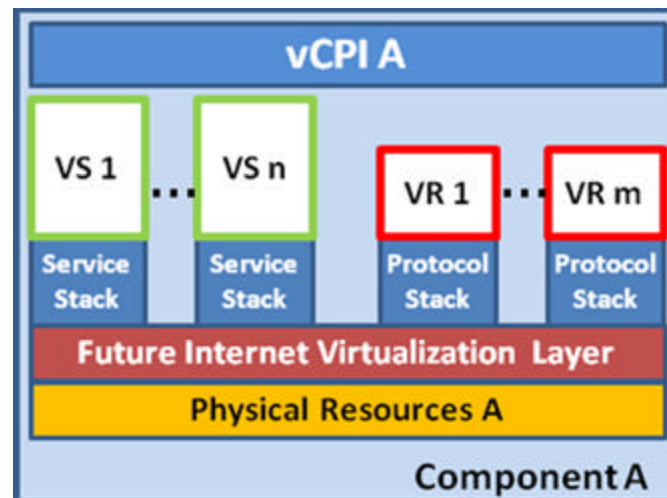 vCPI A
VS 1 ... VS n
VR 1 ... VR m
Service Stack
Service Stack
Protocol Stack
Protocol Stack
Future Internet Virtualization Layer
Physical Resources A
Component A